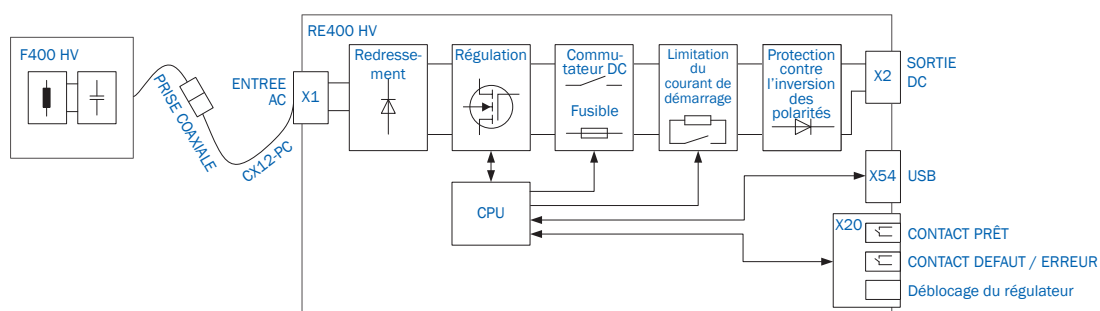 RE400 HV
F400 HV
PRISE COAXIALE
CX12-PC
ENTREE
AC
X1
Redresse-
ment
Régulation
Commu-
tateur DC
Fusible
Limitation
du
courant de
démarrage
Protection
contre
l'inversion
des
polarités
X2
SORTIE
DC
CPU
X54
USB
X20
CONTACT PRÊT
CONTACT DEFAUT / ERREUR
Déblocage du régulateur